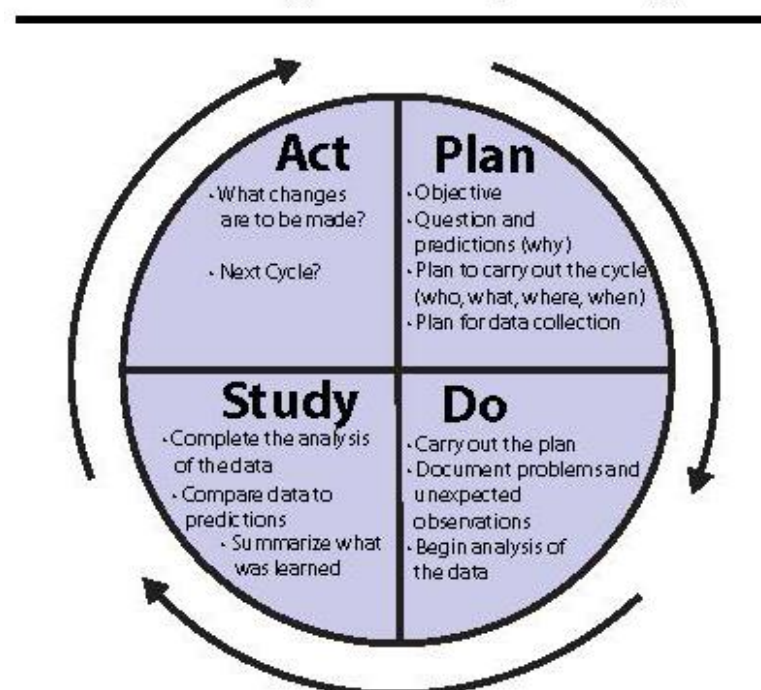 Act
·What changes
are to be made?
·Next Cycle?
Plan
·Objective
·Question and
predictions (why)
·Plan to carry out the cycle
(who, what, where, when)
·Plan for data collection
Study
·Complete the analysis
of the data
·Compare data to
predictions
·Summarize what
was learned
Do
·Carry out the plan
·Document problems and
unexpected
observations
·Begin analysis of
the data